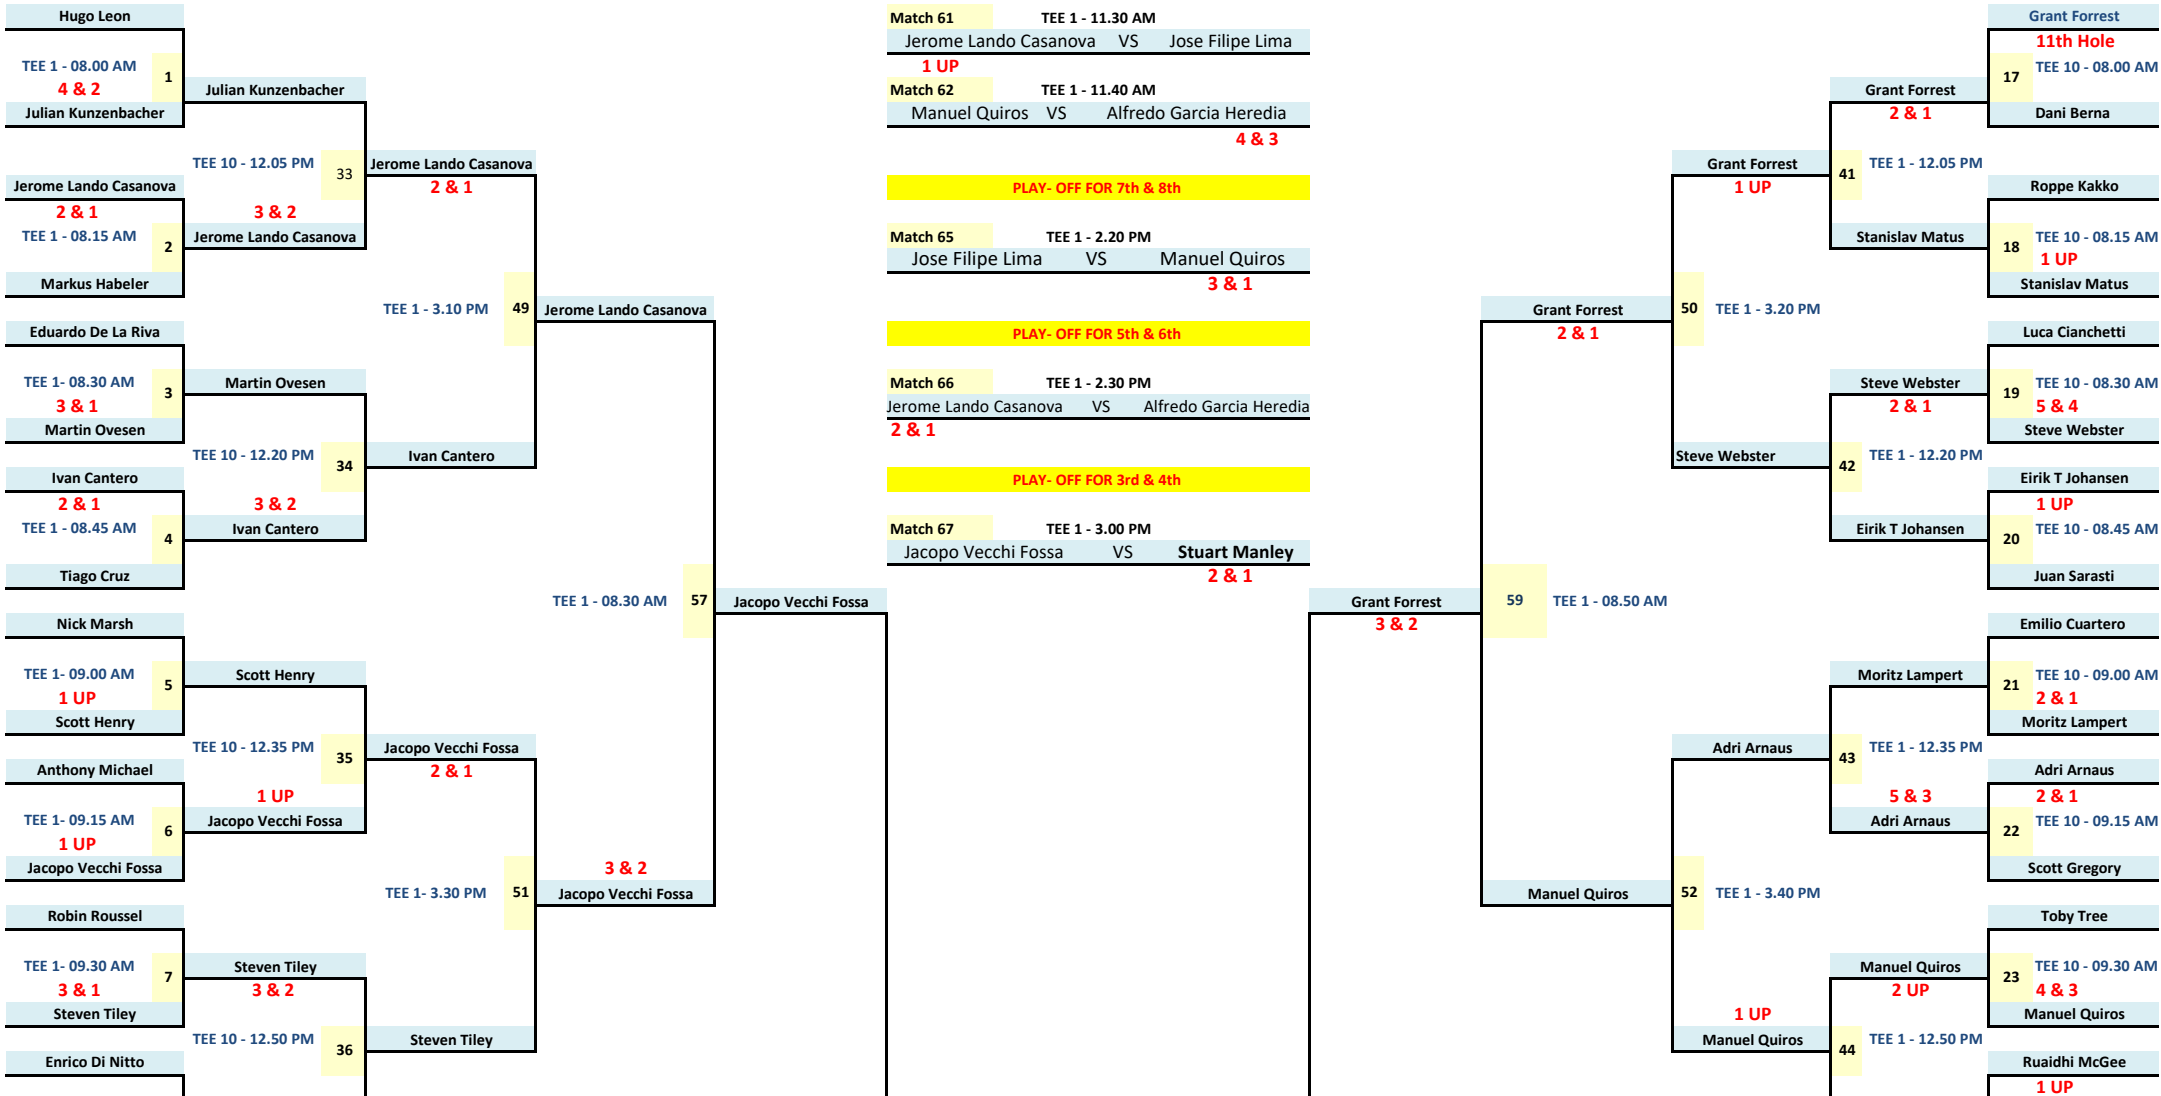 Hugo Leon
TEE 1 - 08.00 AM
1
4 & 2
Julian Kunzenbacher
Julian Kunzenbacher
TEE 10 - 12.05 PM
33
Jerome Lando Casanova
2 & 1
Jerome Lando Casanova
2 & 1
3 & 2
TEE 1 - 08.15 AM
2
Jerome Lando Casanova
Markus Habeler
TEE 1 - 3.10 PM
49
Jerome Lando Casanova
Eduardo De La Riva
TEE 1- 08.30 AM
3
Martin Ovesen
3 & 1
Martin Ovesen
TEE 10 - 12.20 PM
34
Ivan Cantero
Ivan Cantero
2 & 1
3 & 2
TEE 1 - 08.45 AM
4
Ivan Cantero
Tiago Cruz
TEE 1 - 08.30 AM
57
Jacopo Vecchi Fossa
Nick Marsh
TEE 1- 09.00 AM
5
Scott Henry
1 UP
Scott Henry
TEE 10 - 12.35 PM
35
Jacopo Vecchi Fossa
2 & 1
Anthony Michael
1 UP
TEE 1- 09.15 AM
6
Jacopo Vecchi Fossa
1 UP
Jacopo Vecchi Fossa
3 & 2
TEE 1- 3.30 PM
51
Jacopo Vecchi Fossa
Robin Roussel
TEE 1- 09.30 AM
7
Steven Tiley
3 & 1
3 & 2
Steven Tiley
TEE 10 - 12.50 PM
36
Steven Tiley
Enrico Di Nitto
Match 61 TEE 1 - 11.30 AM
Jerome Lando Casanova VS Jose Filipe Lima
1 UP
Match 62 TEE 1 - 11.40 AM
Manuel Quiros VS Alfredo Garcia Heredia
4 & 3
PLAY- OFF FOR 7th & 8th
Match 65 TEE 1 - 2.20 PM
Jose Filipe Lima VS Manuel Quiros
3 & 1
PLAY- OFF FOR 5th & 6th
Match 66 TEE 1 - 2.30 PM
Jerome Lando Casanova VS Alfredo Garcia Heredia
2 & 1
PLAY- OFF FOR 3rd & 4th
Match 67 TEE 1 - 3.00 PM
Jacopo Vecchi Fossa VS Stuart Manley
2 & 1
Grant Forrest
11th Hole
17
TEE 10 - 08.00 AM
Grant Forrest
2 & 1
Dani Berna
Grant Forrest
1 UP
41
TEE 1 - 12.05 PM
Roppe Kakko
Stanislav Matus
18
TEE 10 - 08.15 AM
1 UP
Stanislav Matus
Grant Forrest
2 & 1
50
TEE 1 - 3.20 PM
Luca Cianchetti
Steve Webster
2 & 1
19
TEE 10 - 08.30 AM
5 & 4
Steve Webster
Steve Webster
42
TEE 1 - 12.20 PM
Eirik T Johansen
1 UP
Eirik T Johansen
20
TEE 10 - 08.45 AM
Juan Sarasti
Grant Forrest
3 & 2
59
TEE 1 - 08.50 AM
Emilio Cuartero
Moritz Lampert
21
TEE 10 - 09.00 AM
2 & 1
Moritz Lampert
Adri Arnaus
43
TEE 1 - 12.35 PM
Adri Arnaus
5 & 3
2 & 1
Adri Arnaus
22
TEE 10 - 09.15 AM
Scott Gregory
Manuel Quiros
52
TEE 1 - 3.40 PM
Toby Tree
Manuel Quiros
2 UP
23
TEE 10 - 09.30 AM
4 & 3
Manuel Quiros
1 UP
Manuel Quiros
44
TEE 1 - 12.50 PM
Ruaidhi McGee
1 UP